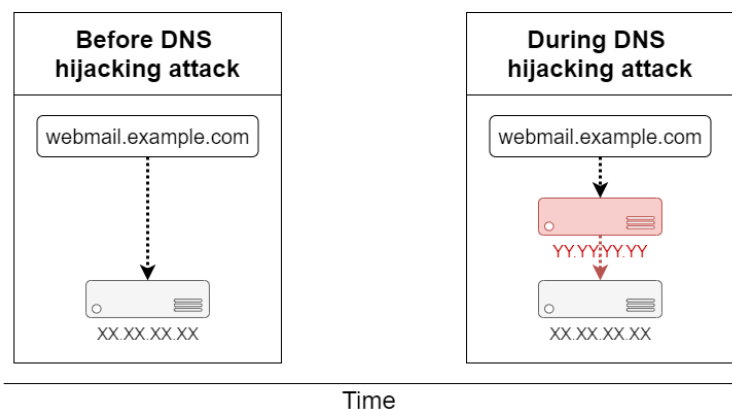 Before DNS
hijacking attack
webmail.example.com
XX.XX.XX.XX
During DNS
hijacking attack
webmail.example.com
YY.YY.YY.YY
XX.XX.XX.XX
Time